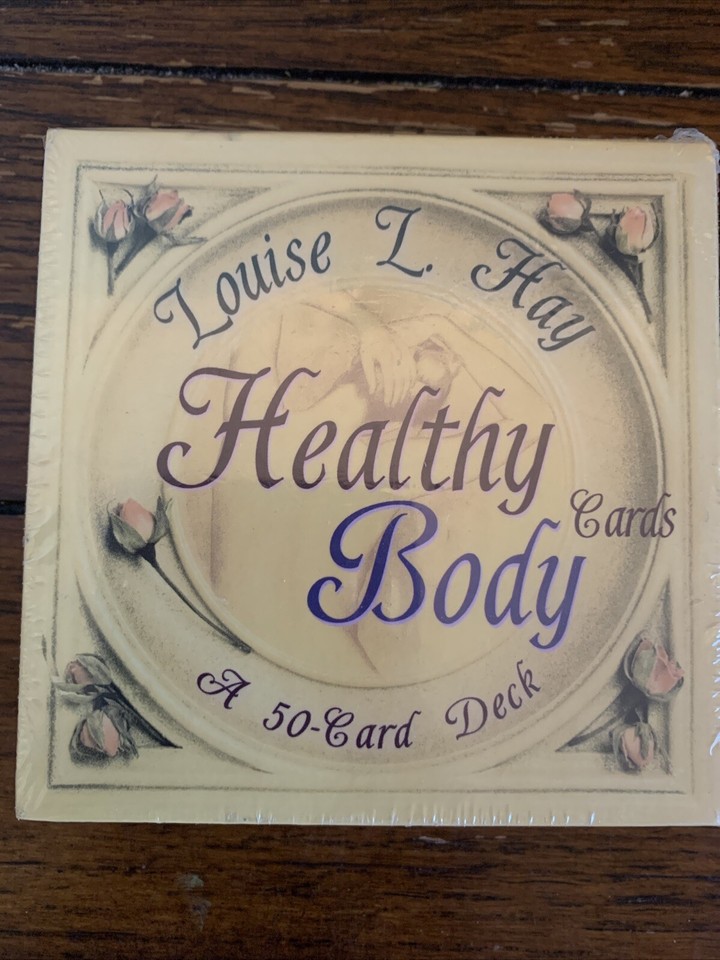 Louise L. Hay
Healthy
Body
Cards
A 50-Card Deck